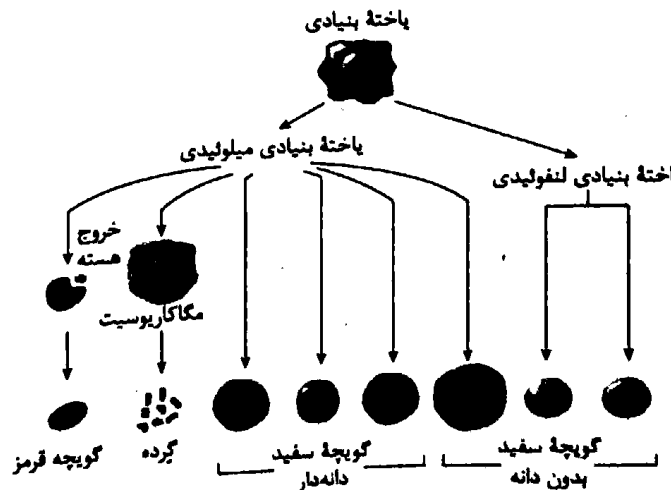 یاختهٔ بنیادی
یاختهٔ بنیادی میلوئیدی
یاختهٔ بنیادی لنفوئیدی
خروج
هسته
مگاکاریوسیت
گویچه قرمز
گرده
گویچهٔ سفید
دانه‌دار
گویچهٔ سفید
بدون دانه